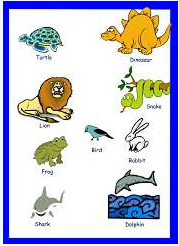 Turtle
Dinosaur
Snake
Lion
Bird
Rabbit
Frog
Shark
Dolphin